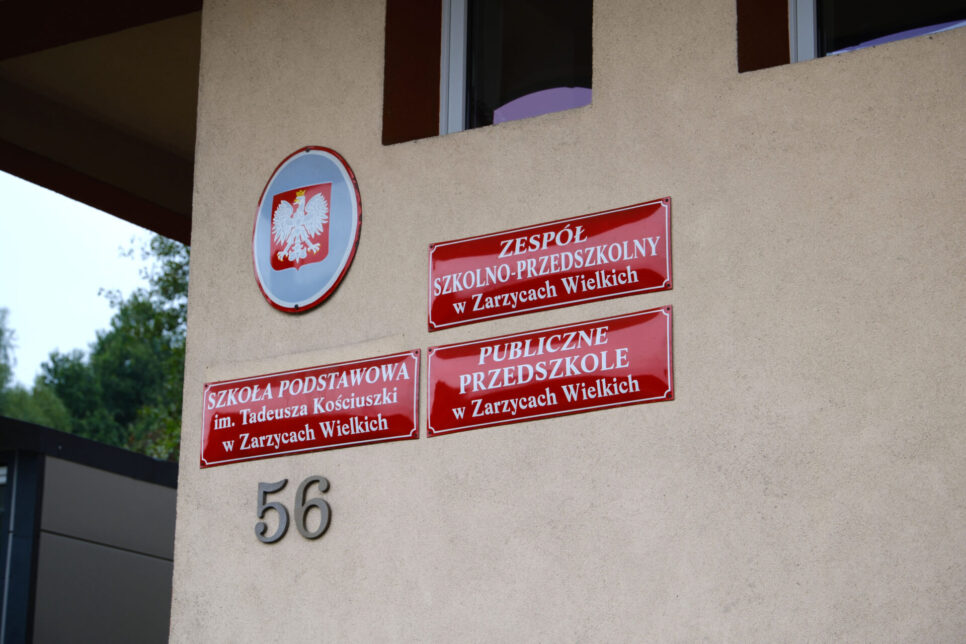 ZESPÓŁ
SZKOLNO-PRZEDSZKOLNY
w Zarzycach Wielkich
PUBLICZNE
PRZEDSZKOLE
w Zarzycach Wielkich
SZKOŁA PODSTAWOWA
im. Tadeusza Kościuszki
w Zarzycach Wielkich
56